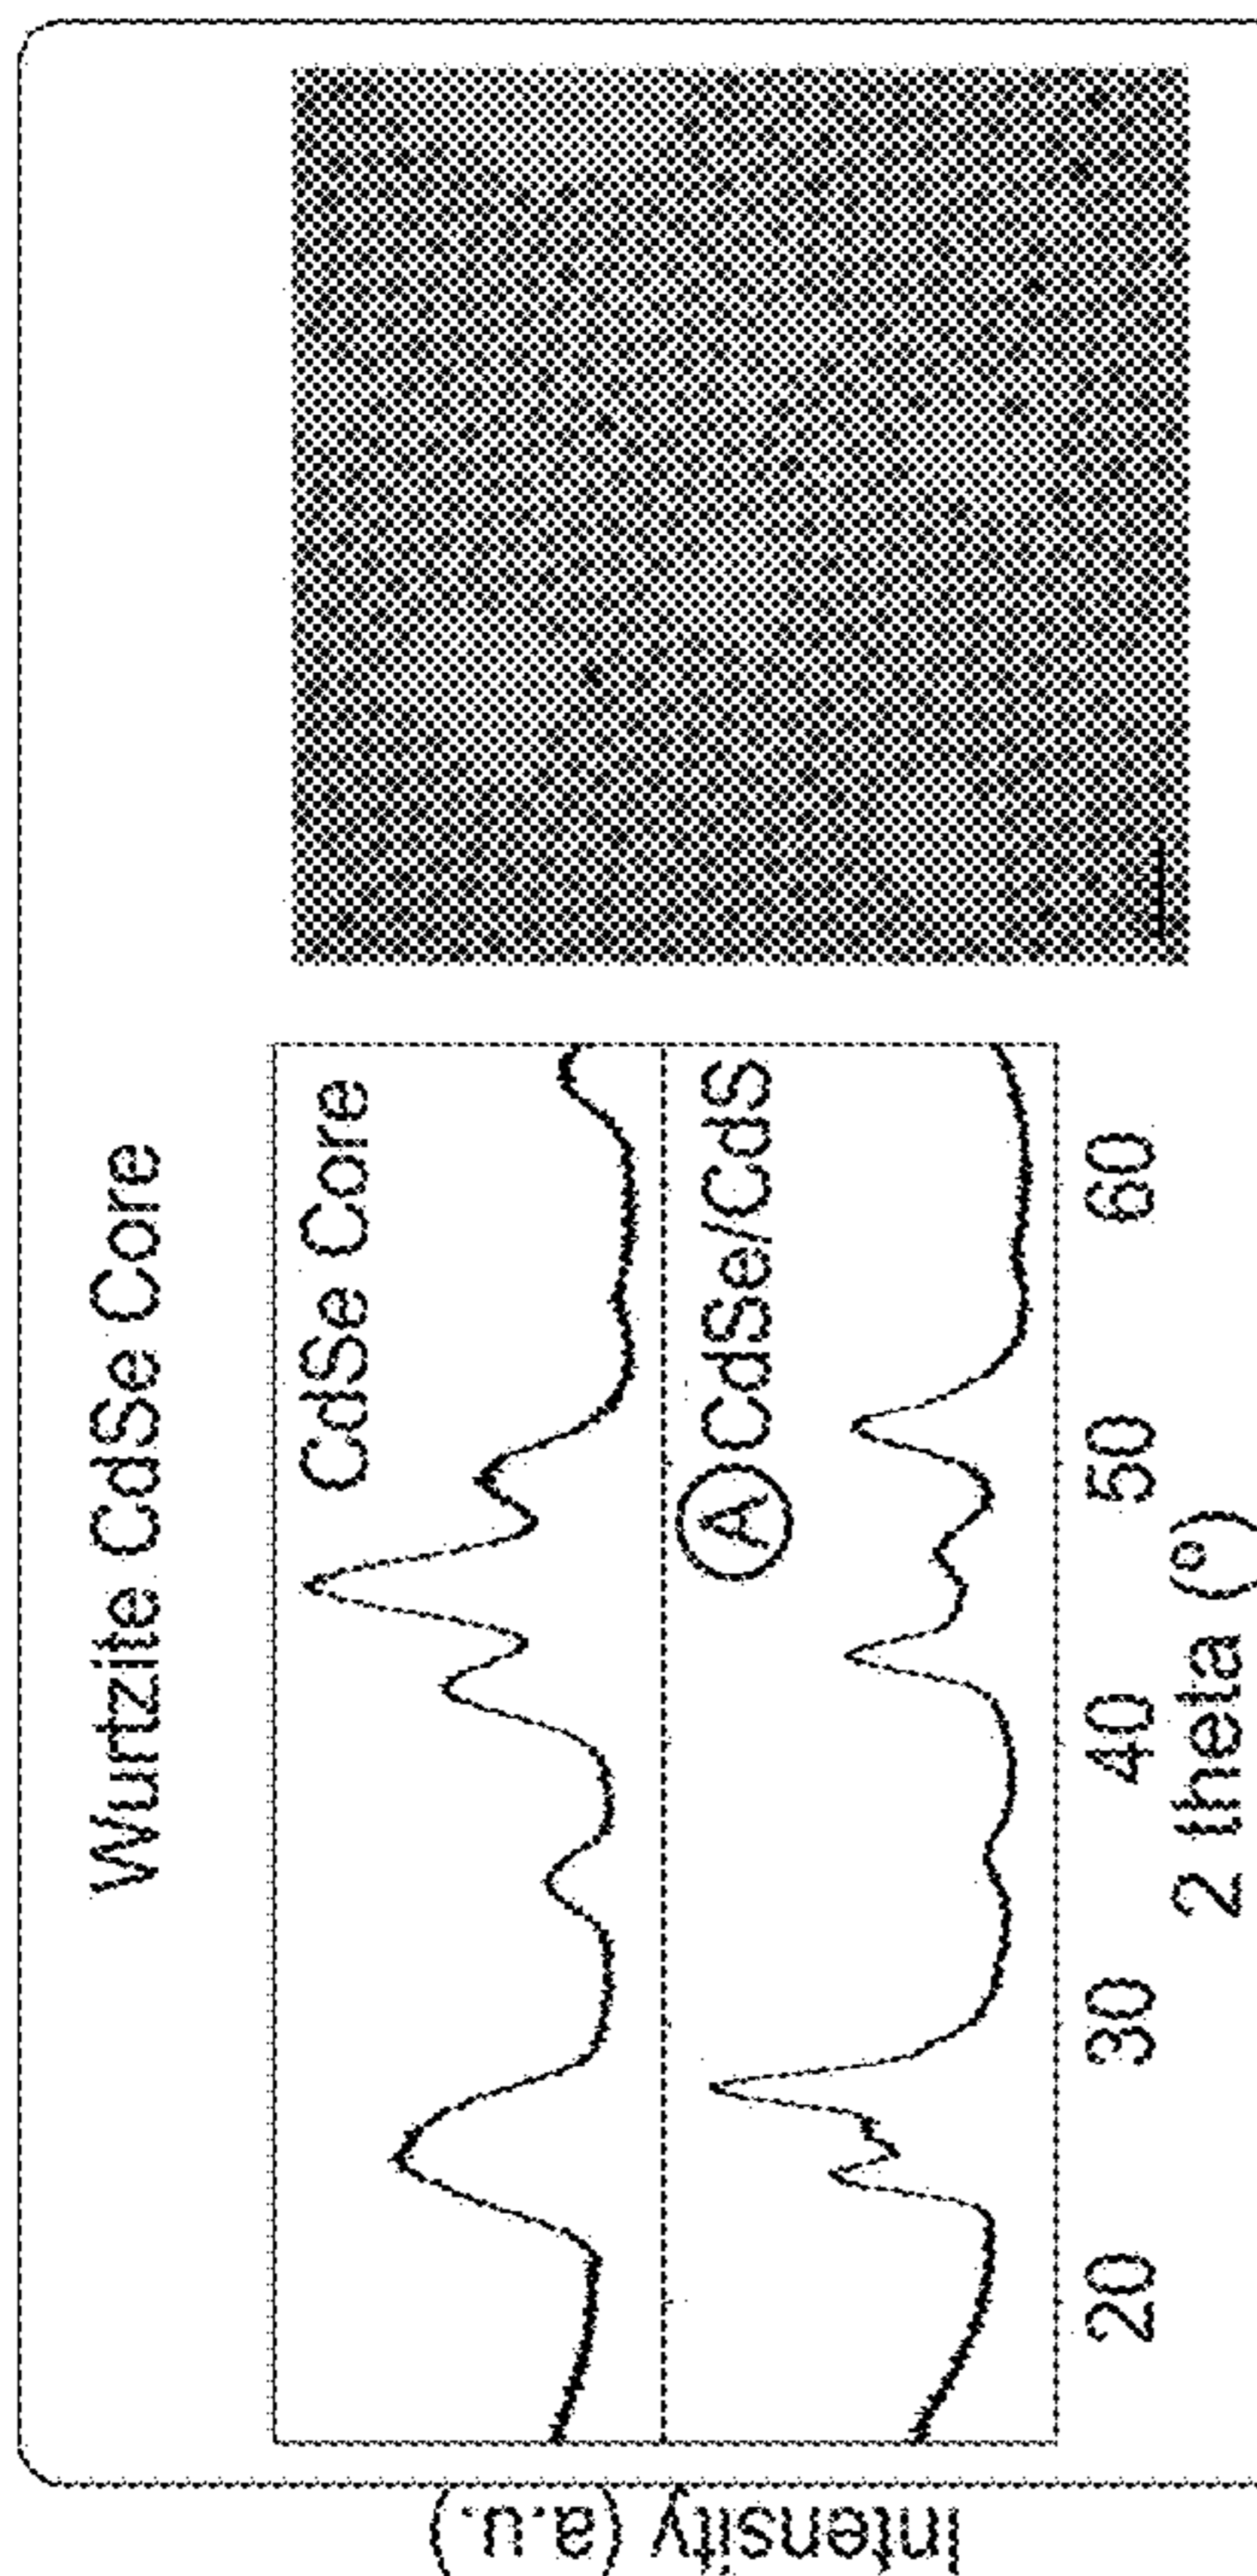 Wurtzite CdSe Core
Intensity (a.u.)
CdSe Core
A CdSe/CdS
20 30 40 50 60
2 theta (°)